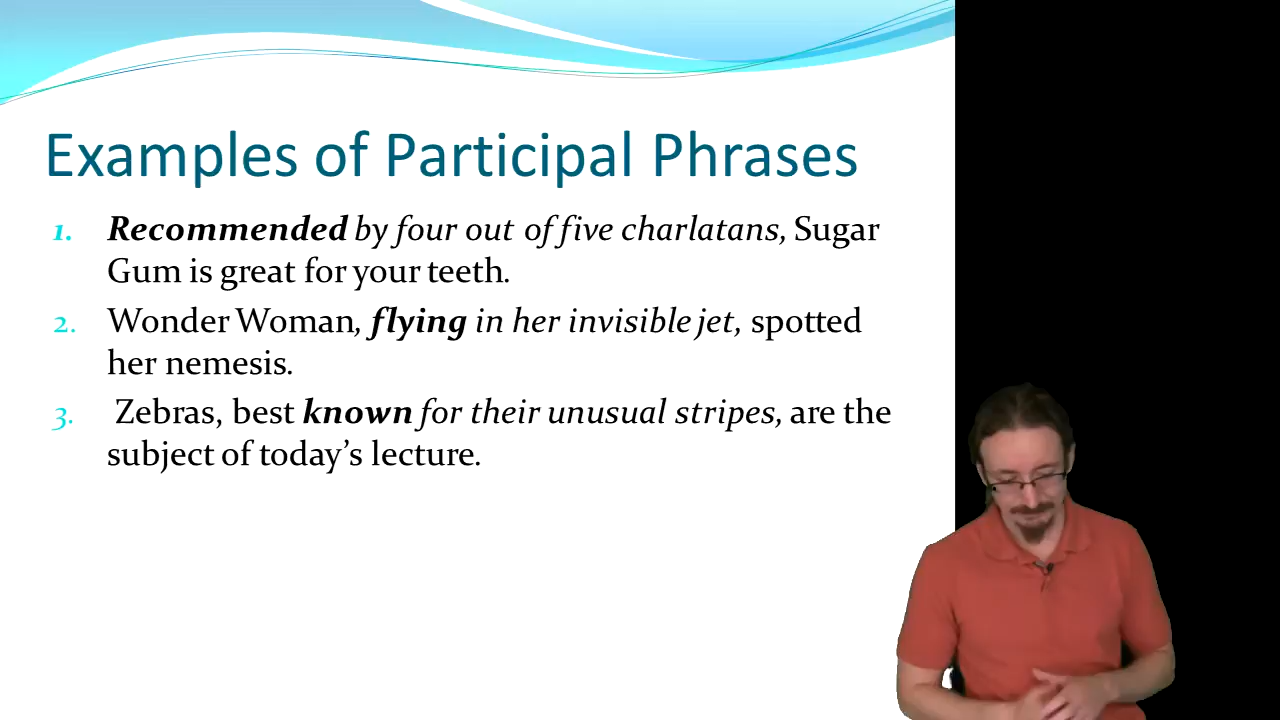 Examples of Participal Phrases
1. Recommended by four out of five charlatans, Sugar
Gum is great for your teeth.
2. Wonder Woman, flying in her invisible jet, spotted
her nemesis.
3. Zebras, best known for their unusual stripes, are the
subject of today’s lecture.